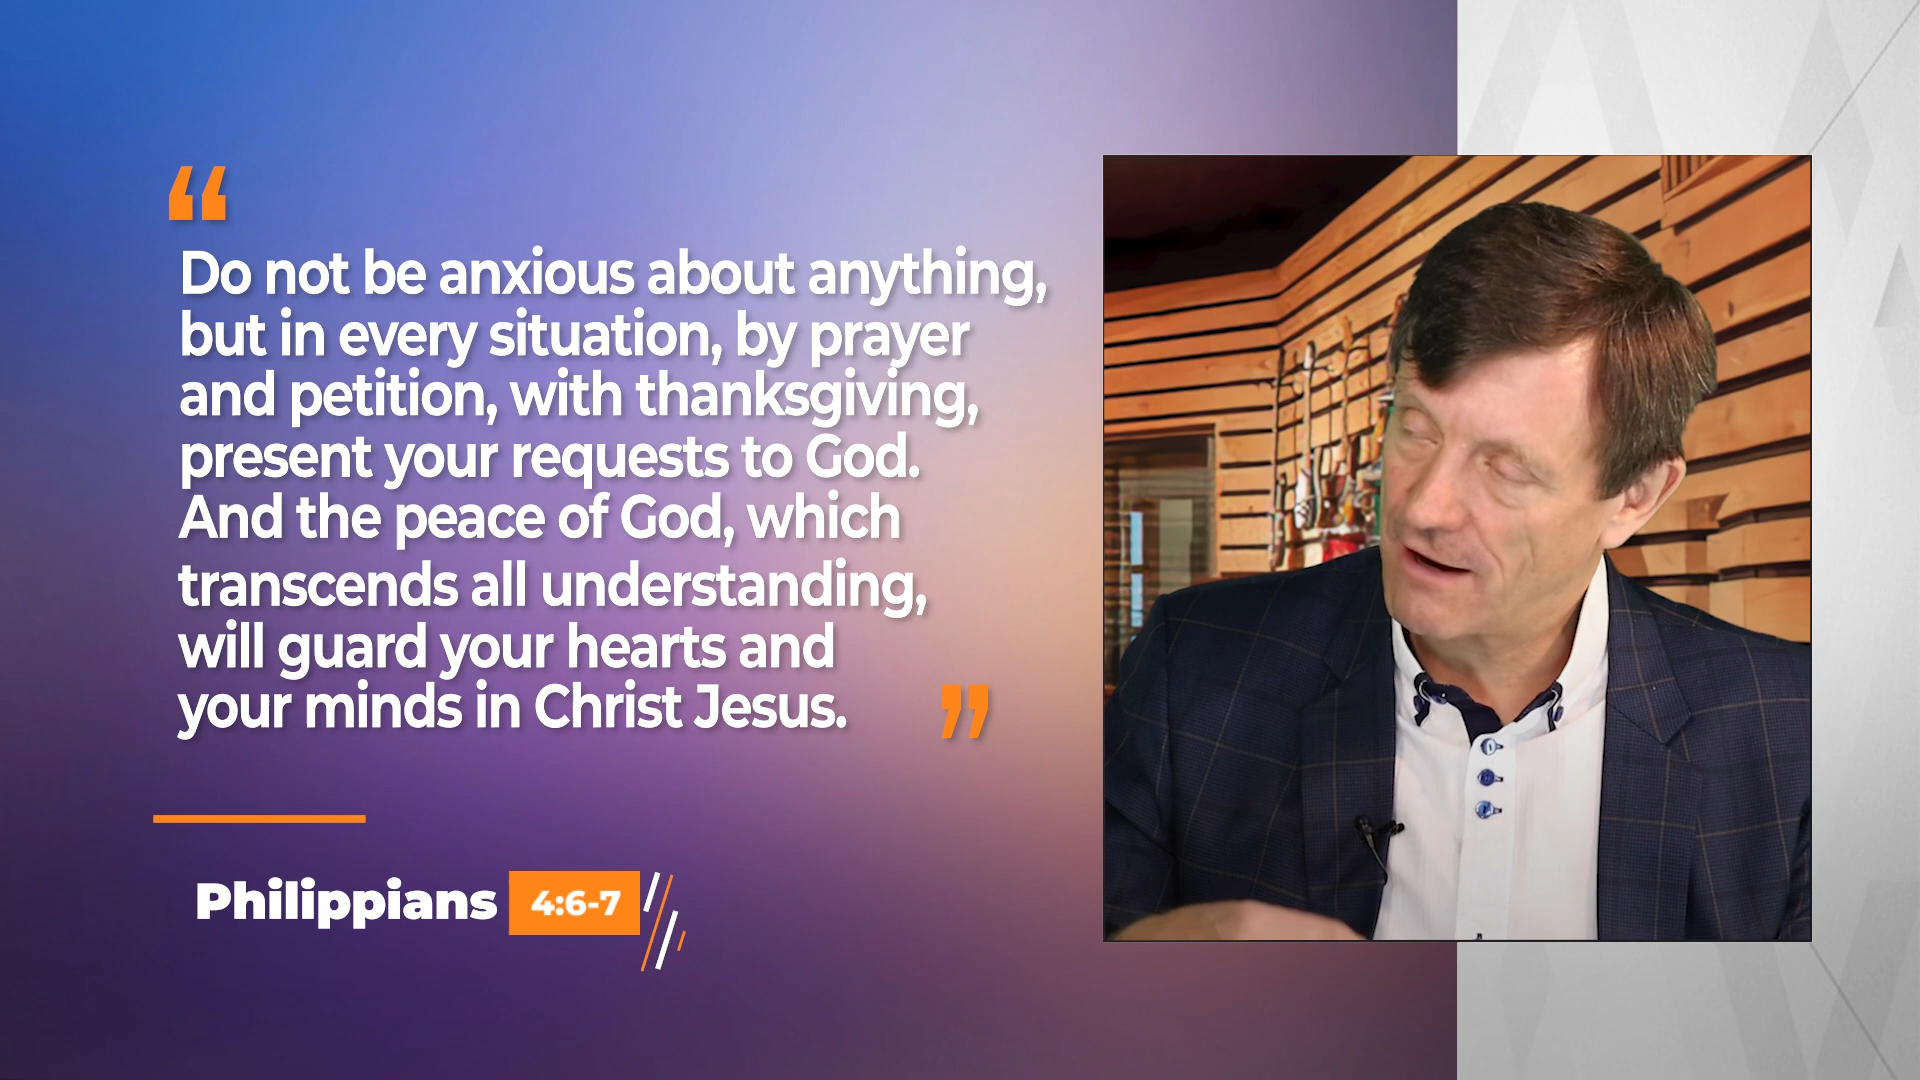 “
Do not be anxious about anything,
but in every situation, by prayer
and petition, with thanksgiving,
present your requests to God.
And the peace of God, which
transcends all understanding,
will guard your hearts and
your minds in Christ Jesus.
”
Philippians 4:6-7